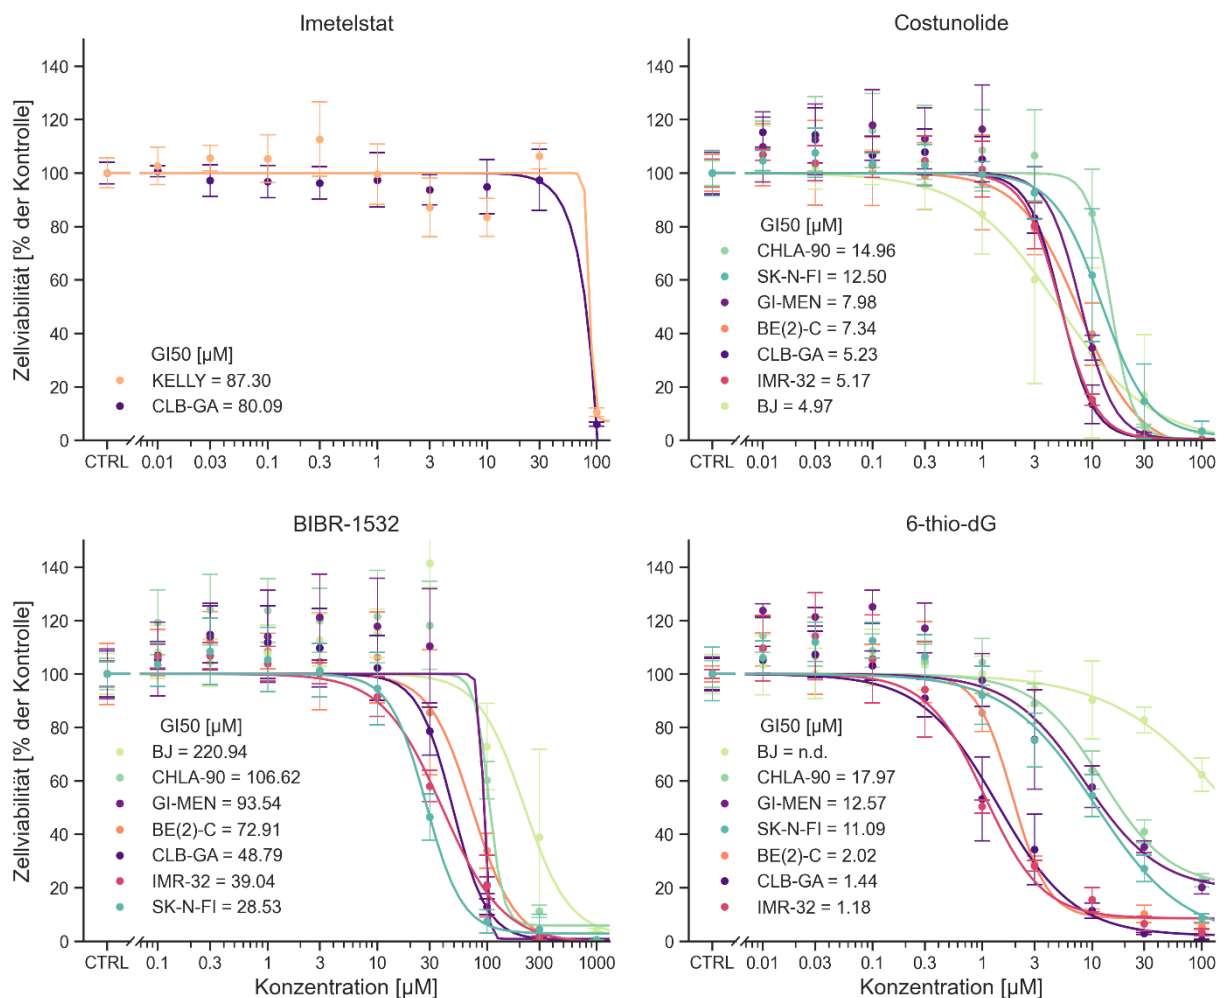 Imetelstat
Zellviabilität [% der Kontrolle]
140
120
100
80
60
40
20
0
GI50 [µM]
KELLY = 87.30
CLB-GA = 80.09
CTRL 0.01 0.03 0.1 0.3 1 3 10 30 100
Costunolide
140
120
100
80
60
40
20
0
GI50 [µM]
CHLA-90 = 14.96
SK-N-FI = 12.50
GI-MEN = 7.98
BE(2)-C = 7.34
CLB-GA = 5.23
IMR-32 = 5.17
BJ = 4.97
CTRL 0.01 0.03 0.1 0.3 1 3 10 30 100
BIBR-1532
Zellviabilität [% der Kontrolle]
140
120
100
80
60
40
20
0
GI50 [µM]
BJ = 220.94
CHLA-90 = 106.62
GI-MEN = 93.54
BE(2)-C = 72.91
CLB-GA = 48.79
IMR-32 = 39.04
SK-N-FI = 28.53
CTRL 0.1 0.3 1 3 10 30 100 300 1000
Konzentration [µM]
6-thio-dG
140
120
100
80
60
40
20
0
GI50 [µM]
BJ = n.d.
CHLA-90 = 17.97
GI-MEN = 12.57
SK-N-FI = 11.09
BE(2)-C = 2.02
CLB-GA = 1.44
IMR-32 = 1.18
CTRL 0.01 0.03 0.1 0.3 1 3 10 30 100
Konzentration [µM]